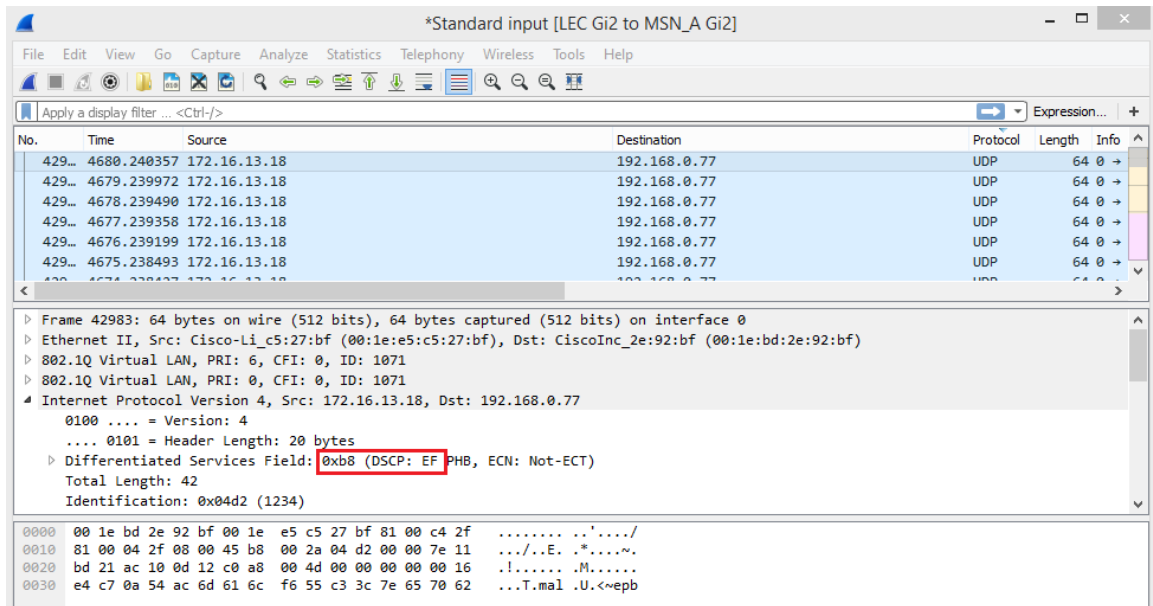 *Standard input [LEC Gi2 to MSN_A Gi2]
File Edit View Go Capture Analyze Statistics Telephony Wireless Tools Help
Apply a display filter ... <Ctrl-/> Expression... +
No. Time Source Destination Protocol Length Info
429… 4680.240357 172.16.13.18 192.168.0.77 UDP 64 0 →
429… 4679.239972 172.16.13.18 192.168.0.77 UDP 64 0 →
429… 4678.239490 172.16.13.18 192.168.0.77 UDP 64 0 →
429… 4677.239358 172.16.13.18 192.168.0.77 UDP 64 0 →
429… 4676.239199 172.16.13.18 192.168.0.77 UDP 64 0 →
429… 4675.238493 172.16.13.18 192.168.0.77 UDP 64 0 →
Frame 42983: 64 bytes on wire (512 bits), 64 bytes captured (512 bits) on interface 0
Ethernet II, Src: Cisco-Li_c5:27:bf (00:1e:e5:c5:27:bf), Dst: CiscoInc_2e:92:bf (00:1e:bd:2e:92:bf)
802.1Q Virtual LAN, PRI: 6, CFI: 0, ID: 1071
802.1Q Virtual LAN, PRI: 0, CFI: 0, ID: 1071
Internet Protocol Version 4, Src: 172.16.13.18, Dst: 192.168.0.77
0100 .... = Version: 4
.... 0101 = Header Length: 20 bytes
Differentiated Services Field: 0xb8 (DSCP: EF PHB, ECN: Not-ECT)
Total Length: 42
Identification: 0x04d2 (1234)
0000 00 1e bd 2e 92 bf 00 1e e5 c5 27 bf 81 00 c4 2f ........ ..'..../
0010 81 00 04 2f 08 00 45 b8 00 2a 04 d2 00 00 7e 11 .../..E. .*....~.
0020 bd 21 ac 10 0d 12 c0 a8 00 4d 00 00 00 00 00 16 .!...... .M......
0030 e4 c7 0a 54 ac 6d 61 6c f6 55 c3 3c 7e 65 70 62 ...T.mal .U.<~epb